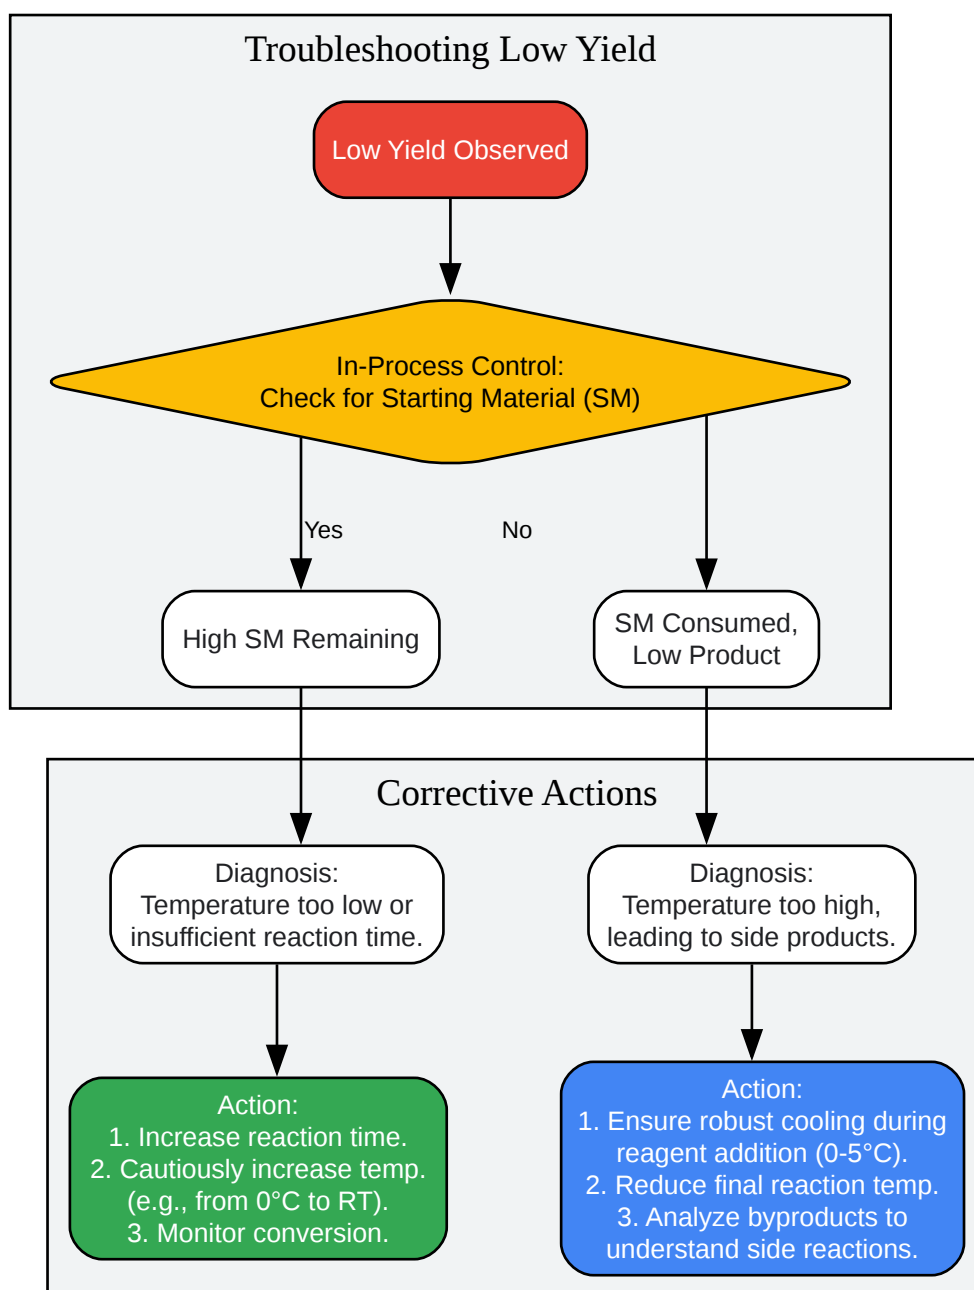 Troubleshooting Low Yield
Low Yield Observed
In-Process Control:
Check for Starting Material (SM)
Yes
No
High SM Remaining
SM Consumed,
Low Product
Corrective Actions
Diagnosis:
Temperature too low or
insufficient reaction time.
Diagnosis:
Temperature too high,
leading to side products.
Action:
1. Increase reaction time.
2. Cautiously increase temp.
(e.g., from 0°C to RT).
3. Monitor conversion.
Action:
1. Ensure robust cooling during
reagent addition (0-5°C).
2. Reduce final reaction temp.
3. Analyze byproducts to
understand side reactions.